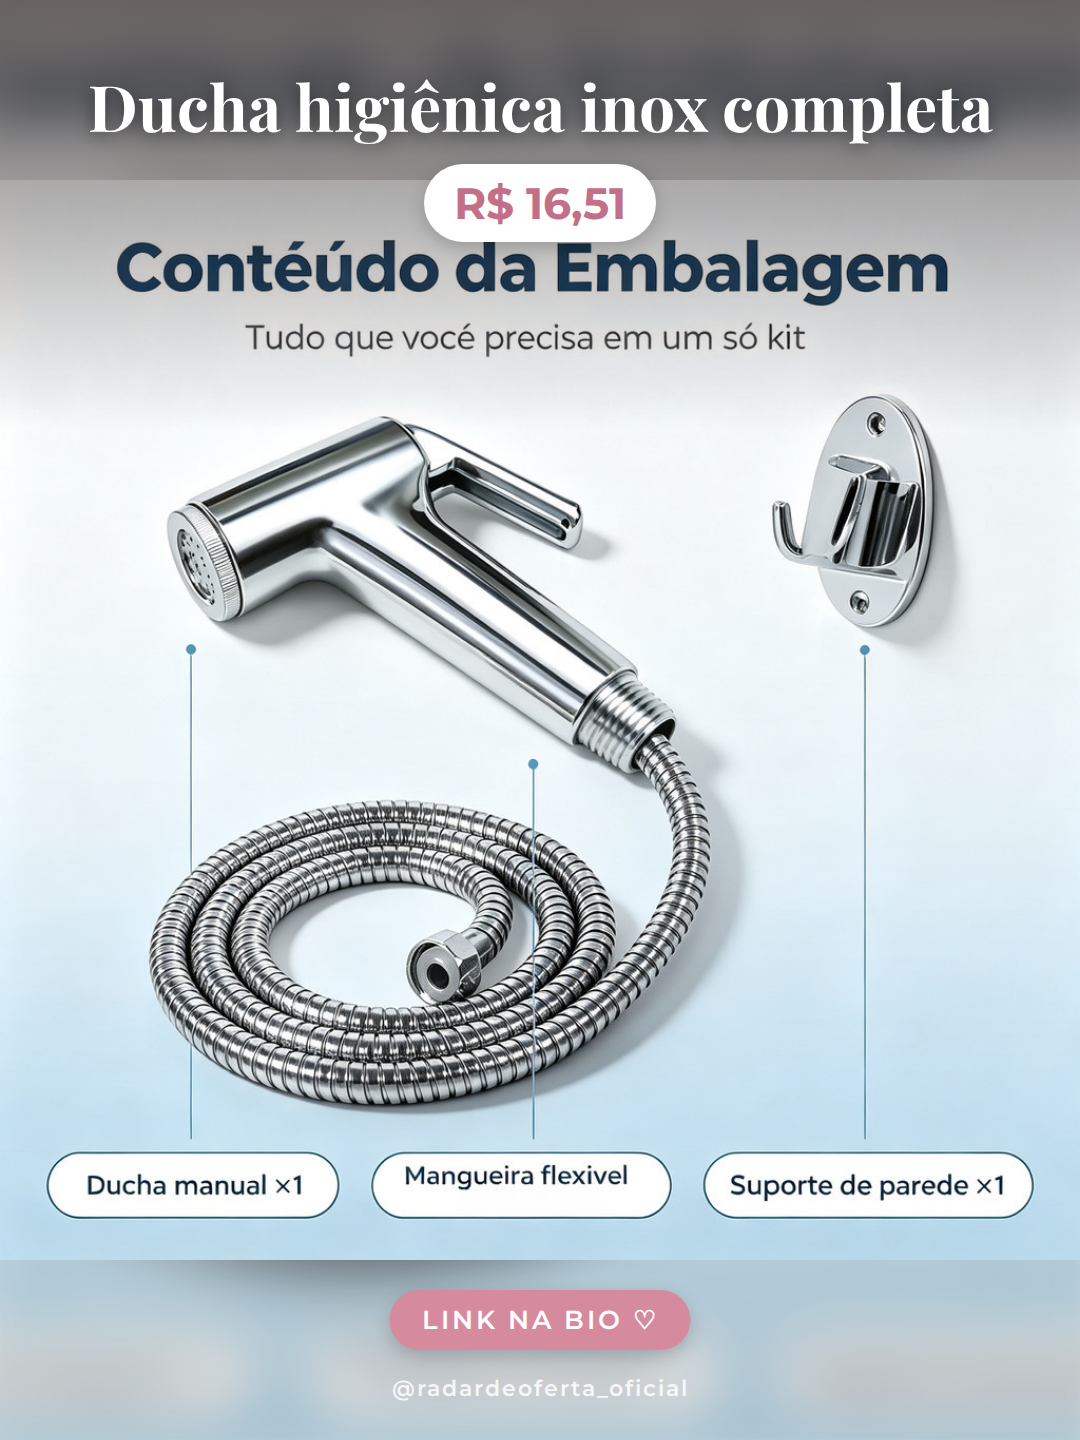 Ducha higiênica inox completa
R$ 16,51
Contéúdo da Embalagem
Tudo que você precisa em um só kit
Ducha manual ×1
Mangueira flexivel
Suporte de parede ×1
LINK NA BIO ♡
@radardeoferta_oficial